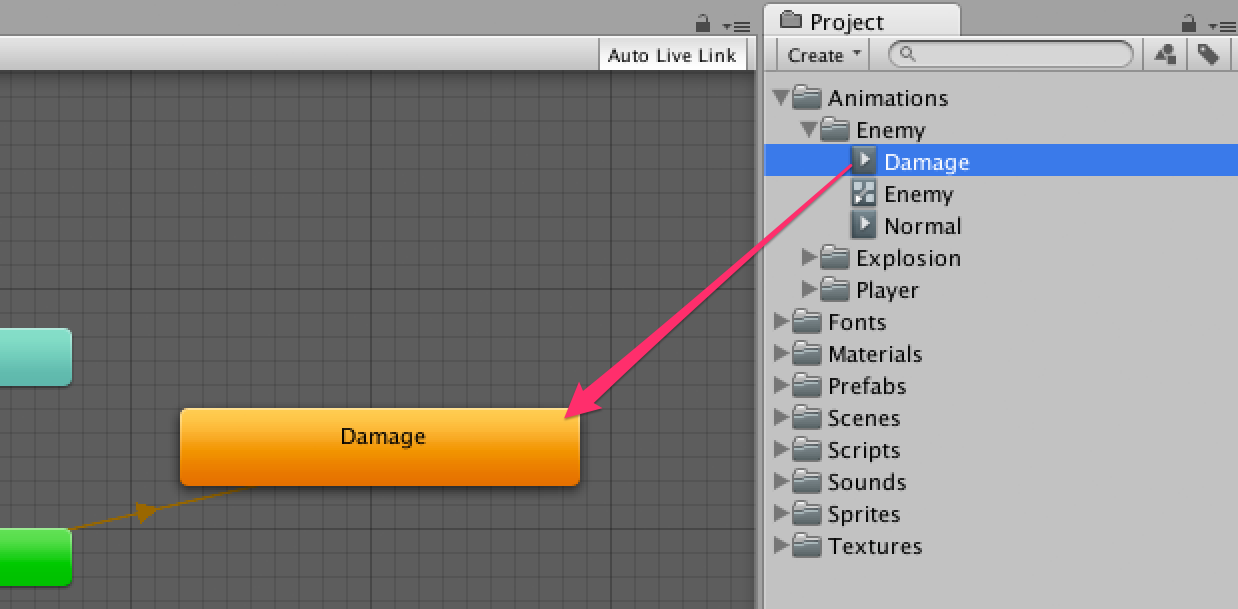 Project
Auto Live Link
Create
Animations
Enemy
Damage
Enemy
Normal
Explosion
Player
Fonts
Materials
Prefabs
Scenes
Scripts
Sounds
Sprites
Textures
Damage